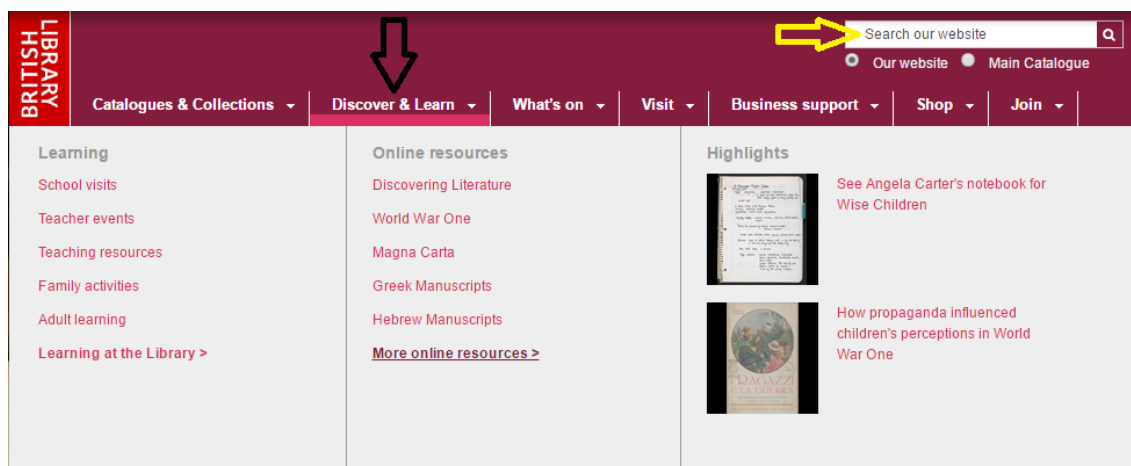 BRITISH
LIBRARY
Search our website
Our website Main Catalogue
Catalogues & Collections Discover & Learn What's on Visit Business support Shop Join
Learning
School visits
Teacher events
Teaching resources
Family activities
Adult learning
Learning at the Library >
Online resources
Discovering Literature
World War One
Magna Carta
Greek Manuscripts
Hebrew Manuscripts
More online resources >
Highlights
See Angela Carter's notebook for
Wise Children
How propaganda influenced
children's perceptions in World
War One
RAGAZZI
E LA GUERRA